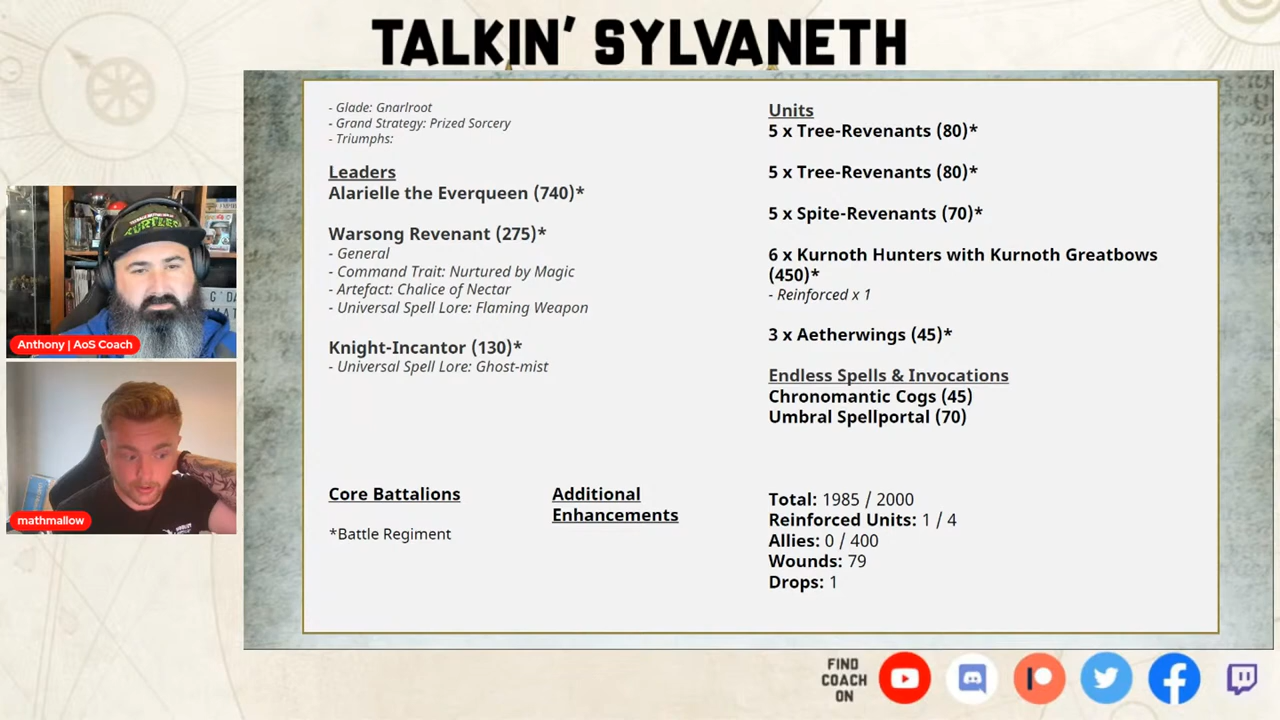 TALKIN’ SYLVANETH
- Glade: Gnarlroot
- Grand Strategy: Prized Sorcery
- Triumphs:
Leaders
Alarielle the Everqueen (740)*
Warsong Revenant (275)*
- General
- Command Trait: Nurtured by Magic
- Artefact: Chalice of Nectar
- Universal Spell Lore: Flaming Weapon
Knight-Incantor (130)*
- Universal Spell Lore: Ghost-mist
Units
5 x Tree-Revenants (80)*
5 x Tree-Revenants (80)*
5 x Spite-Revenants (70)*
6 x Kurnoth Hunters with Kurnoth Greatbows
(450)*
- Reinforced x 1
3 x Aetherwings (45)*
Endless Spells & Invocations
Chronomantic Cogs (45)
Umbral Spellportal (70)
Core Battalions
*Battle Regiment
Additional
Enhancements
Total: 1985 / 2000
Reinforced Units: 1 / 4
Allies: 0 / 400
Wounds: 79
Drops: 1
TURTLES
G'DA
Anthony | AoS Coach
mathmallow
FIND
COACH
ON